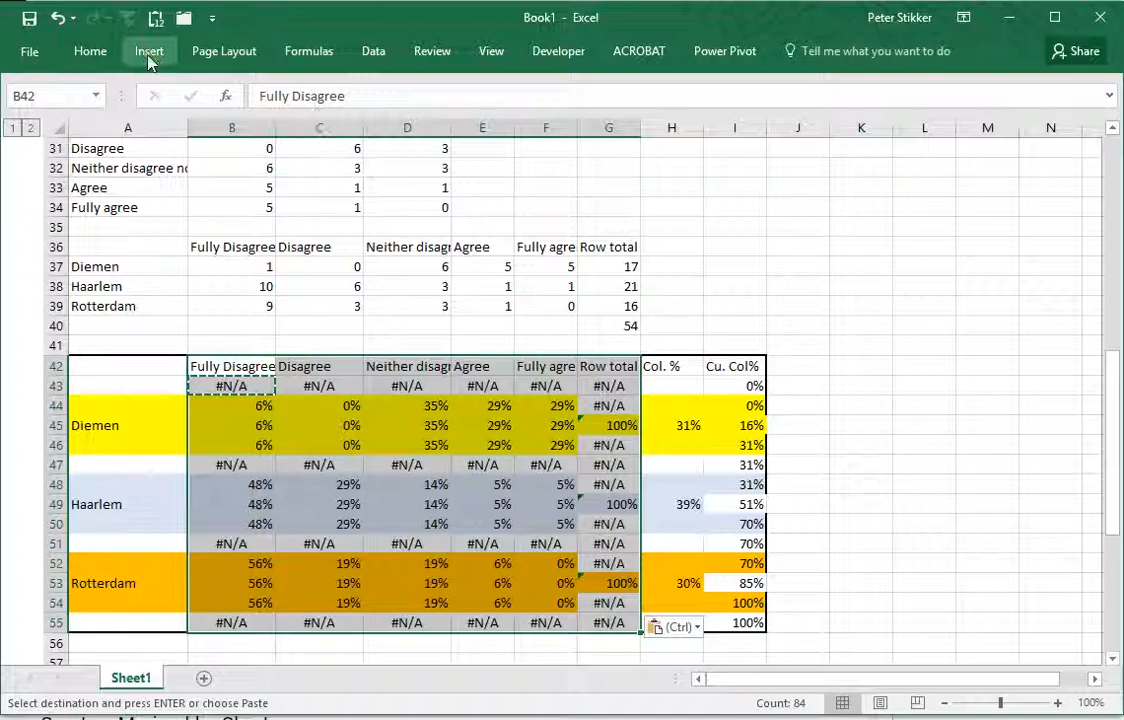 Book1 - Excel
Peter Stikker
File Home Insert Page Layout Formulas Data Review View Developer ACROBAT Power Pivot Tell me what you want to do Share
B42 fx Fully Disagree
1 2 A B C D E F G H I J K L M N
31 Disagree 0 6 3
32 Neither disagree no 6 3 3
33 Agree 5 1 1
34 Fully agree 5 1 0
35
36 Fully Disagree Disagree Neither disagr Agree Fully agre Row total
37 Diemen 1 0 6 5 5 17
38 Haarlem 10 6 3 1 1 21
39 Rotterdam 9 3 3 1 0 16
40 54
41
42 Fully Disagree Disagree Neither disagr Agree Fully agre Row total Col. % Cu. Col%
43 #N/A #N/A #N/A #N/A #N/A #N/A 0%
44 6% 0% 35% 29% 29% #N/A 0%
45 Diemen 6% 0% 35% 29% 29% 100% 31% 16%
46 6% 0% 35% 29% 29% #N/A 31%
47 #N/A #N/A #N/A #N/A #N/A #N/A 31%
48 48% 29% 14% 5% 5% #N/A 31%
49 Haarlem 48% 29% 14% 5% 5% 100% 39% 51%
50 48% 29% 14% 5% 5% #N/A 70%
51 #N/A #N/A #N/A #N/A #N/A #N/A 70%
52 56% 19% 19% 6% 0% #N/A 70%
53 Rotterdam 56% 19% 19% 6% 0% 100% 30% 85%
54 56% 19% 19% 6% 0% #N/A 100%
55 #N/A #N/A #N/A #N/A #N/A #N/A 100%
(Ctrl)
56
57
Sheet1
Select destination and press ENTER or choose Paste Count: 84 100%